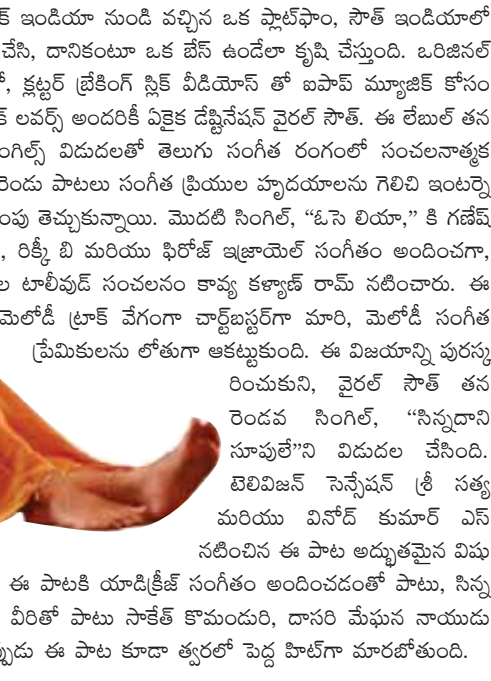 క్ ఇండియా నుండి వచ్చిన ఒక ప్లాట్‌ఫాం, సౌత్ ఇండియాలో
చేసి, దానికంటూ ఒక బేస్ ఉండేలా కృషి చేస్తుంది. ఒరిజినల్
, క్లట్టర్ బ్రేకింగ్ స్లిక్ వీడియోస్ తో ఐపాప్ మ్యూజిక్ కోసం
క్ లవర్స్ అందరికీ ఏకైక డేష్టినేషన్ వైరల్ సౌత్. ఈ లేబుల్ తన
ంగిల్స్ విడుదలతో తెలుగు సంగీత రంగంలో సంచలనాత్మక
రెండు పాటలు సంగీత ప్రియుల హృదయాలను గెలిచి ఇంటర్నె
ంపు తెచ్చుకున్నాయి. మొదటి సింగిల్, “ఓసె లియా,” కి గణేష్
, రిక్కీ బి మరియు ఫిరోజ్ ఇజ్రాయెల్ సంగీతం అందించగా,
ల టాలీవుడ్ సంచలనం కావ్య కళ్యాణ్ రామ్ నటించారు. ఈ
మెలోడీ ట్రాక్ వేగంగా చార్ట్‌బస్టర్‌గా మారి, మెలోడీ సంగీత
ప్రేమికులను లోతుగా ఆకట్టుకుంది. ఈ విజయాన్ని పురస్క
రించుకుని, వైరల్ సౌత్ తన
రెండవ సింగిల్, “సిన్నదాని
సూపులే”ని విడుదల చేసింది.
టెలివిజన్ సెన్సేషన్ శ్రీ సత్య
మరియు వినోద్ కుమార్ ఎస్
నటించిన ఈ పాట అద్భుతమైన విషు
ఈ పాటకి యాడిక్రీజ్ సంగీతం అందించడంతో పాటు, సిన్న
వీరితో పాటు సాకేత్ కొమండురి, దాసరి మేఘన నాయుడు
ప్పుడు ఈ పాట కూడా త్వరలో పెద్ద హిట్‌గా మారబోతుంది.